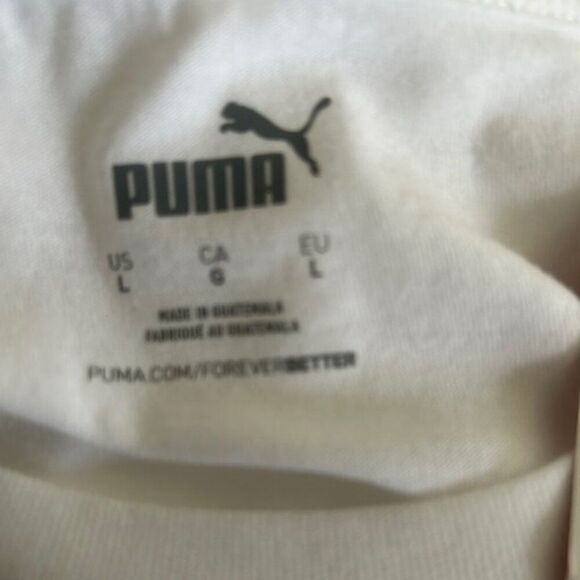 PUMA
US CA EU
L G L
MADE IN GUATEMALA
FABRIQUÉ AU GUATEMALA
PUMA.COM/FOREVERBETTER